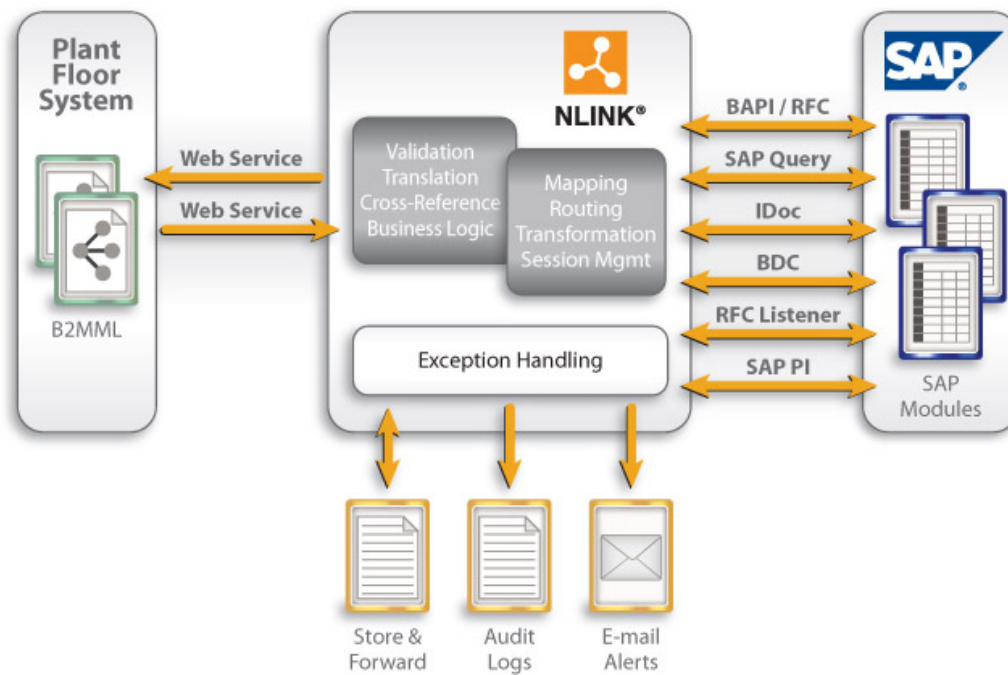 Plant
Floor
System
B2MML
Web Service
Web Service
NLINK®
Validation
Translation
Cross-Reference
Business Logic
Mapping
Routing
Transformation
Session Mgmt
Exception Handling
BAPI / RFC
SAP Query
IDoc
BDC
RFC Listener
SAP PI
SAP®
SAP
Modules
Store &
Forward
Audit
Logs
E-mail
Alerts